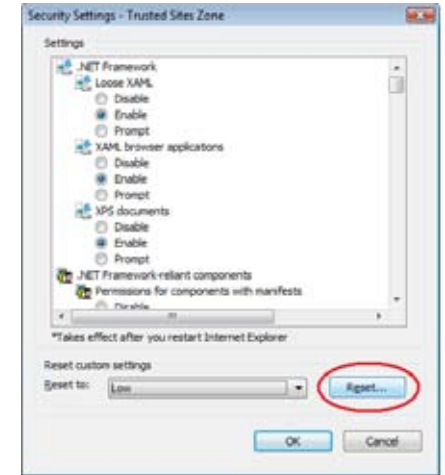 Security Settings - Trusted Sites Zone
Settings
.NET Framework
Loose XAML
Disable
Enable
Prompt
XAML browser applications
Disable
Enable
Prompt
XPS documents
Disable
Enable
Prompt
.NET Framework-reliant components
Permissions for components with manifests
Disable
*Takes effect after you restart Internet Explorer
Reset custom settings
Reset to: Low Reset...
OK Cancel